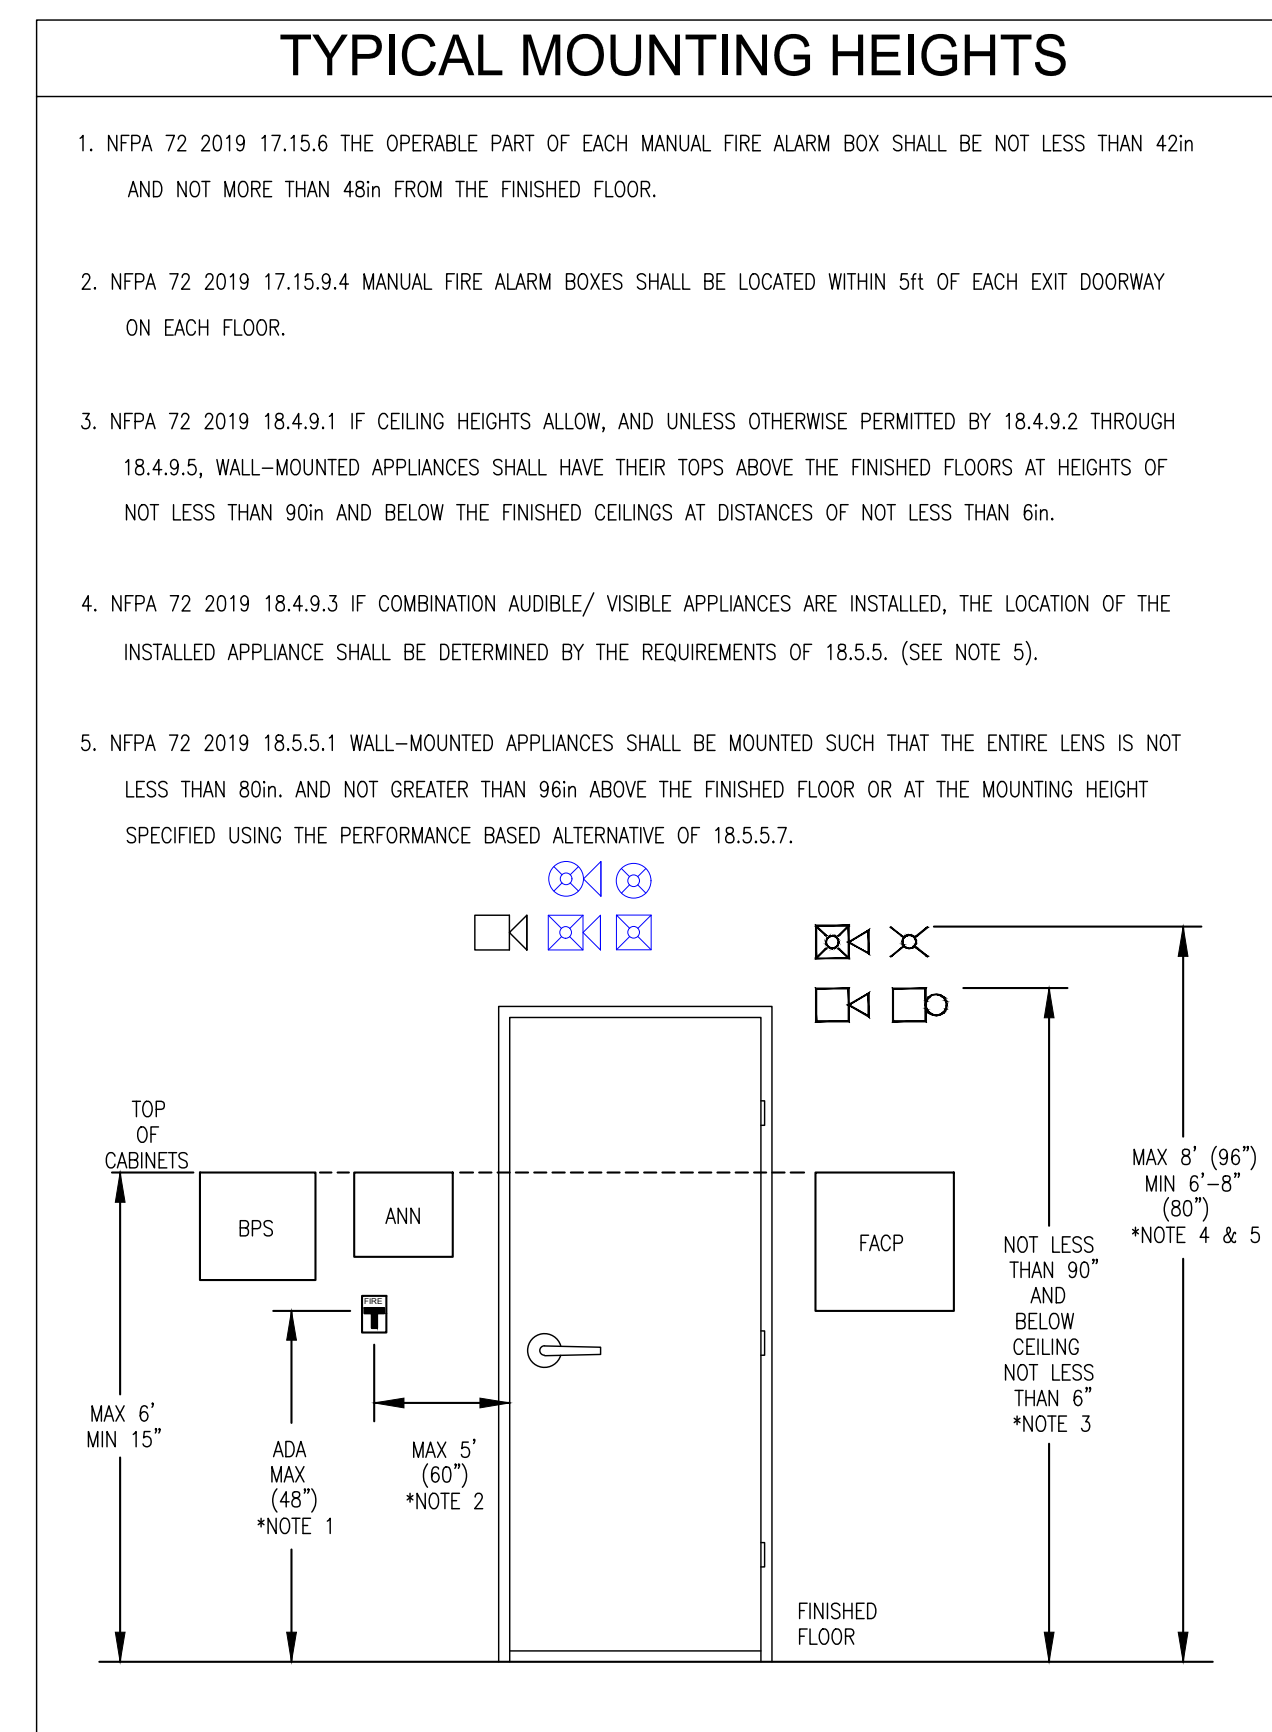 TYPICAL MOUNTING HEIGHTS
1. NFPA 72 2019 17.15.6 THE OPERABLE PART OF EACH MANUAL FIRE ALARM BOX SHALL BE NOT LESS THAN 42in
AND NOT MORE THAN 48in FROM THE FINISHED FLOOR.
2. NFPA 72 2019 17.15.9.4 MANUAL FIRE ALARM BOXES SHALL BE LOCATED WITHIN 5ft OF EACH EXIT DOORWAY
ON EACH FLOOR.
3. NFPA 72 2019 18.4.9.1 IF CEILING HEIGHTS ALLOW, AND UNLESS OTHERWISE PERMITTED BY 18.4.9.2 THROUGH
18.4.9.5, WALL-MOUNTED APPLIANCES SHALL HAVE THEIR TOPS ABOVE THE FINISHED FLOORS AT HEIGHTS OF
NOT LESS THAN 90in AND BELOW THE FINISHED CEILINGS AT DISTANCES OF NOT LESS THAN 6in.
4. NFPA 72 2019 18.4.9.3 IF COMBINATION AUDIBLE/ VISIBLE APPLIANCES ARE INSTALLED, THE LOCATION OF THE
INSTALLED APPLIANCE SHALL BE DETERMINED BY THE REQUIREMENTS OF 18.5.5. (SEE NOTE 5).
5. NFPA 72 2019 18.5.5.1 WALL-MOUNTED APPLIANCES SHALL BE MOUNTED SUCH THAT THE ENTIRE LENS IS NOT
LESS THAN 80in. AND NOT GREATER THAN 96in ABOVE THE FINISHED FLOOR OR AT THE MOUNTING HEIGHT
SPECIFIED USING THE PERFORMANCE BASED ALTERNATIVE OF 18.5.5.7.
TOP
OF
CABINETS
BPS
ANN
FACP
FIRE
T
MAX 6'
MIN 15"
ADA
MAX
(48")
*NOTE 1
MAX 5'
(60")
*NOTE 2
NOT LESS
THAN 90"
AND
BELOW
CEILING
NOT LESS
THAN 6"
*NOTE 3
MAX 8' (96")
MIN 6'-8"
(80")
*NOTE 4 & 5
FINISHED
FLOOR